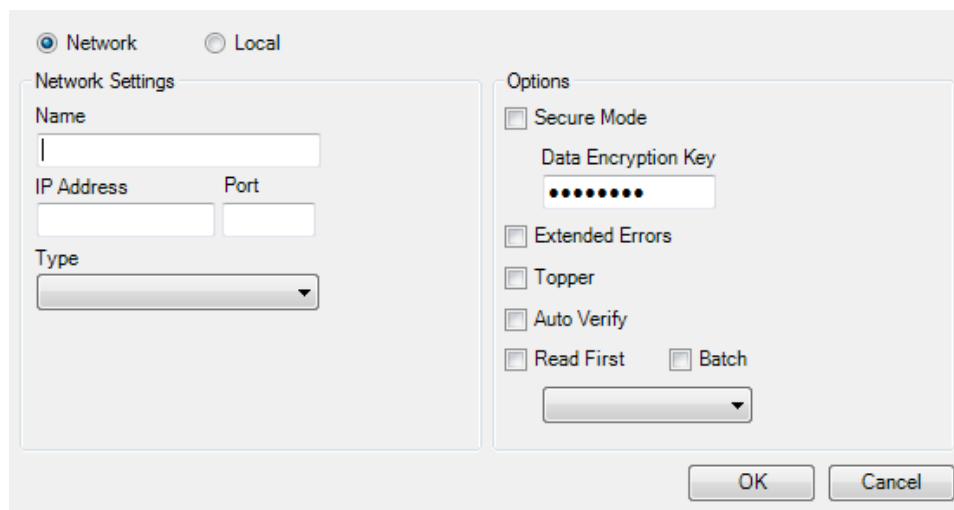 Network Local
Network Settings
Name
IP Address Port
Type
Options
Secure Mode
Data Encryption Key
●●●●●●●●
Extended Errors
Topper
Auto Verify
Read First Batch
OK Cancel